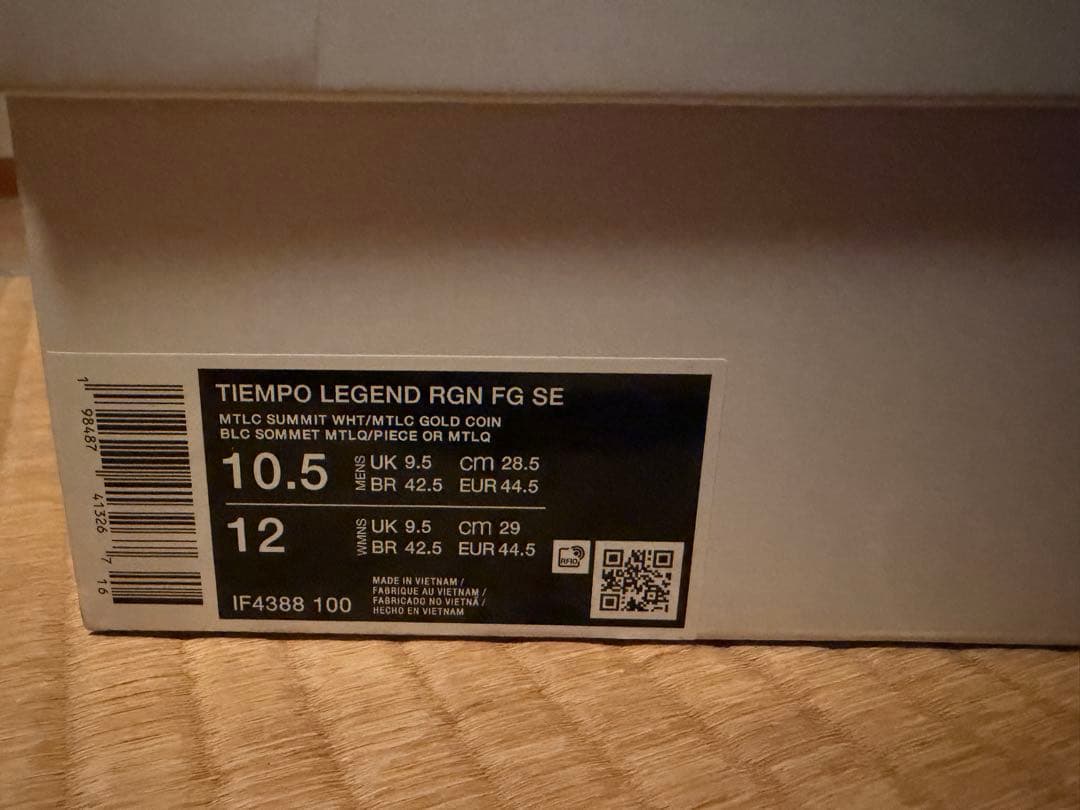 TIEMPO LEGEND RGN FG SE
MTLC SUMMIT WHT/MTLC GOLD COIN
BLC SOMMET MTLQ/PIECE OR MTLQ
10.5 MENS UK 9.5 cm 28.5
BR 42.5 EUR 44.5
12 WMNS UK 9.5 cm 29
BR 42.5 EUR 44.5
MADE IN VIETNAM /
FABRIQUE AU VIETNAM /
FABRICADO NO VIETNÃ /
HECHO EN VIETNAM
IF4388 100
RFID
1 98487 41326 7 16